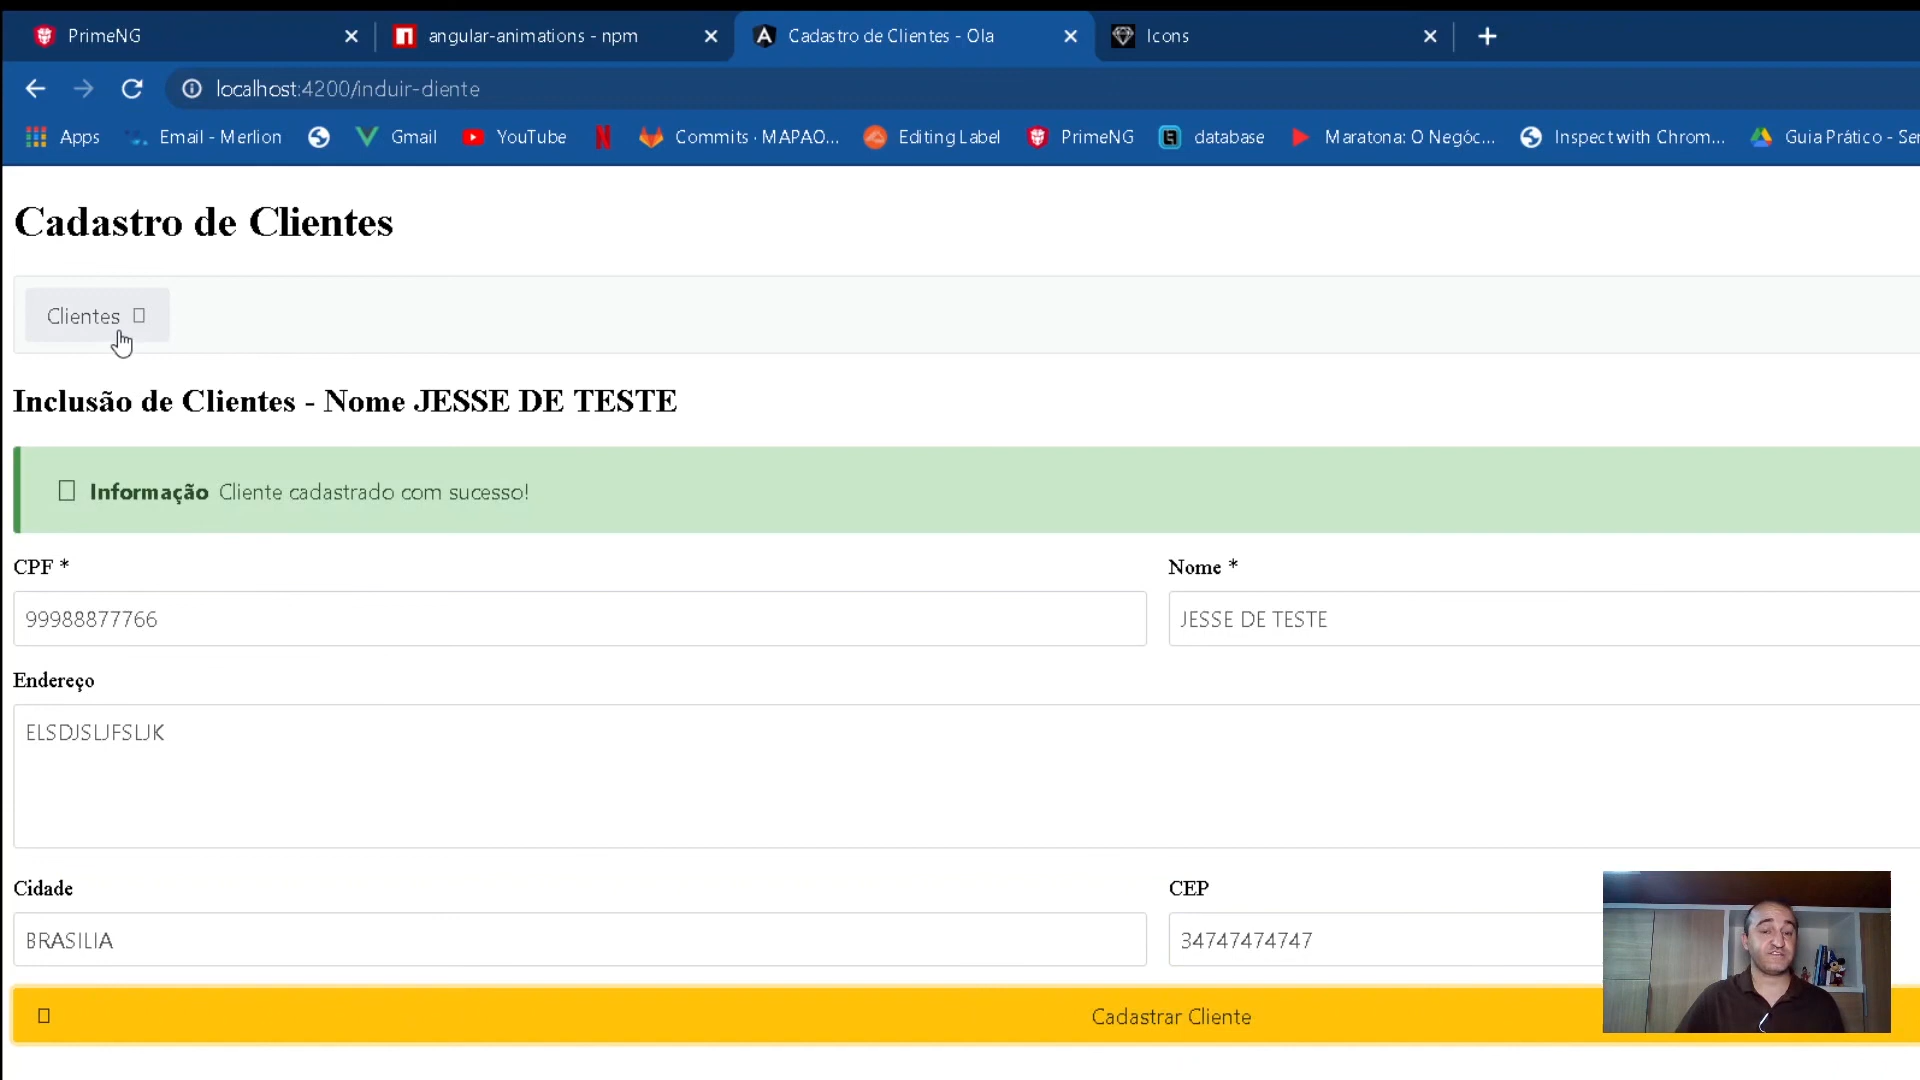 PrimeNG
angular-animations - npm
Cadastro de Clientes - Ola
Icons
localhost:4200/incluir-cliente
Apps
Email - Merlion
Gmail
YouTube
Commits · MAPAO...
Editing Label
PrimeNG
database
Maratona: O Negóc...
Inspect with Chrom...
Guia Prático - Ser
Cadastro de Clientes
Clientes
Inclusão de Clientes - Nome JESSE DE TESTE
Informação Cliente cadastrado com sucesso!
CPF *
Nome *
99988877766
JESSE DE TESTE
Endereço
ELSDJSLJFSLJK
Cidade
CEP
BRASILIA
34747474747
Cadastrar Cliente